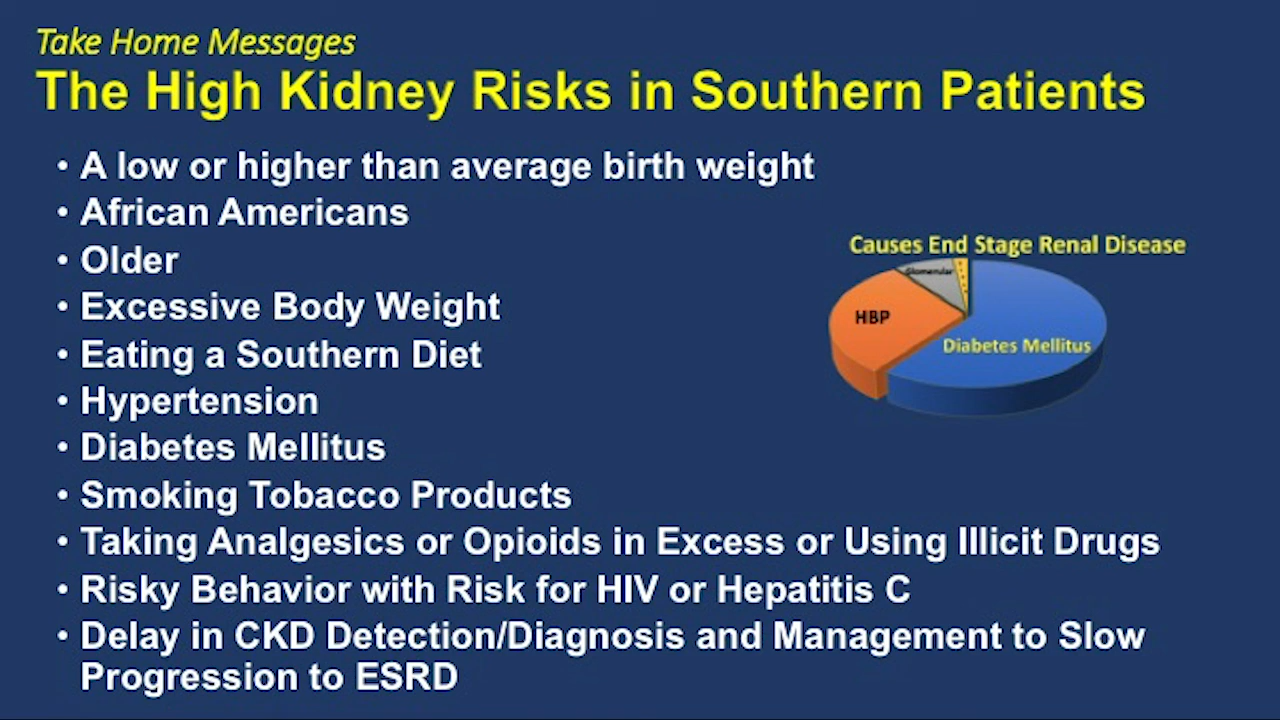 Take Home Messages
The High Kidney Risks in Southern Patients
• A low or higher than average birth weight
• African Americans
• Older
• Excessive Body Weight
• Eating a Southern Diet
• Hypertension
• Diabetes Mellitus
• Smoking Tobacco Products
• Taking Analgesics or Opioids in Excess or Using Illicit Drugs
• Risky Behavior with Risk for HIV or Hepatitis C
• Delay in CKD Detection/Diagnosis and Management to Slow
Progression to ESRD
Causes End Stage Renal Disease
Glomerular
HBP
Diabetes Mellitus